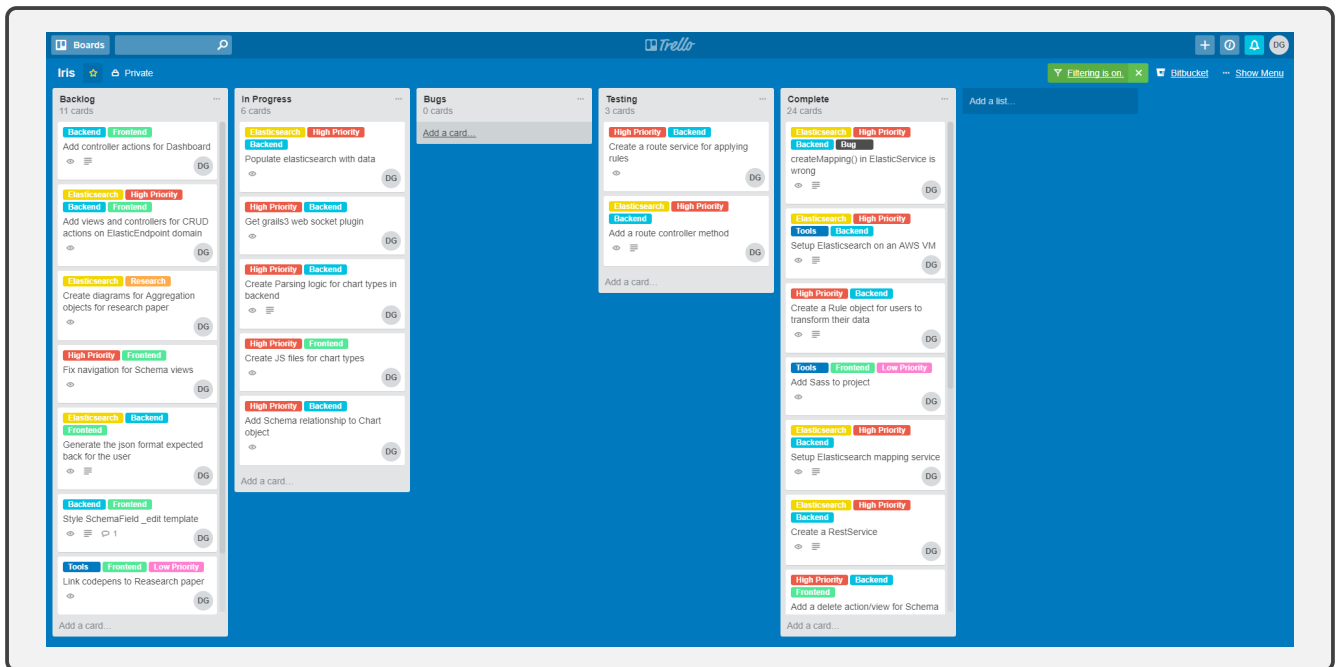 Boards
Trello
DG
Iris
Private
Filtering is on.
Bitbucket
Show Menu
Backlog
11 cards
Backend Frontend
Add controller actions for Dashboard
DG
Elasticsearch High Priority
Backend Frontend
Add views and controllers for CRUD
actions on ElasticEndpoint domain
DG
Elasticsearch Research
Create diagrams for Aggregation
objects for research paper
DG
High Priority Frontend
Fix navigation for Schema views
DG
Elasticsearch Backend
Frontend
Generate the json format expected
back for the user
DG
Backend Frontend
Style SchemaField _edit template
1
DG
Tools Frontend Low Priority
Link codepens to Reasearch paper
DG
Add a card...
In Progress
6 cards
Elasticsearch High Priority
Backend
Populate elasticsearch with data
DG
High Priority Backend
Get grails3 web socket plugin
DG
High Priority Backend
Create Parsing logic for chart types in
backend
DG
High Priority Frontend
Create JS files for chart types
DG
High Priority Backend
Add Schema relationship to Chart
object
DG
Add a card...
Bugs
0 cards
Add a card...
Testing
3 cards
High Priority Backend
Create a route service for applying
rules
DG
Elasticsearch High Priority
Backend
Add a route controller method
DG
Add a card...
Complete
24 cards
Elasticsearch High Priority
Backend Bug
createMapping() in ElasticService is
wrong
DG
Elasticsearch High Priority
Tools Backend
Setup Elasticsearch on an AWS VM
DG
High Priority Backend
Create a Rule object for users to
transform their data
DG
Tools Frontend Low Priority
Add Sass to project
DG
Elasticsearch High Priority
Backend
Setup Elasticsearch mapping service
DG
Elasticsearch High Priority
Backend
Create a RestService
DG
High Priority Backend
Frontend
Add a delete action/view for Schema
Add a card...
Add a list...